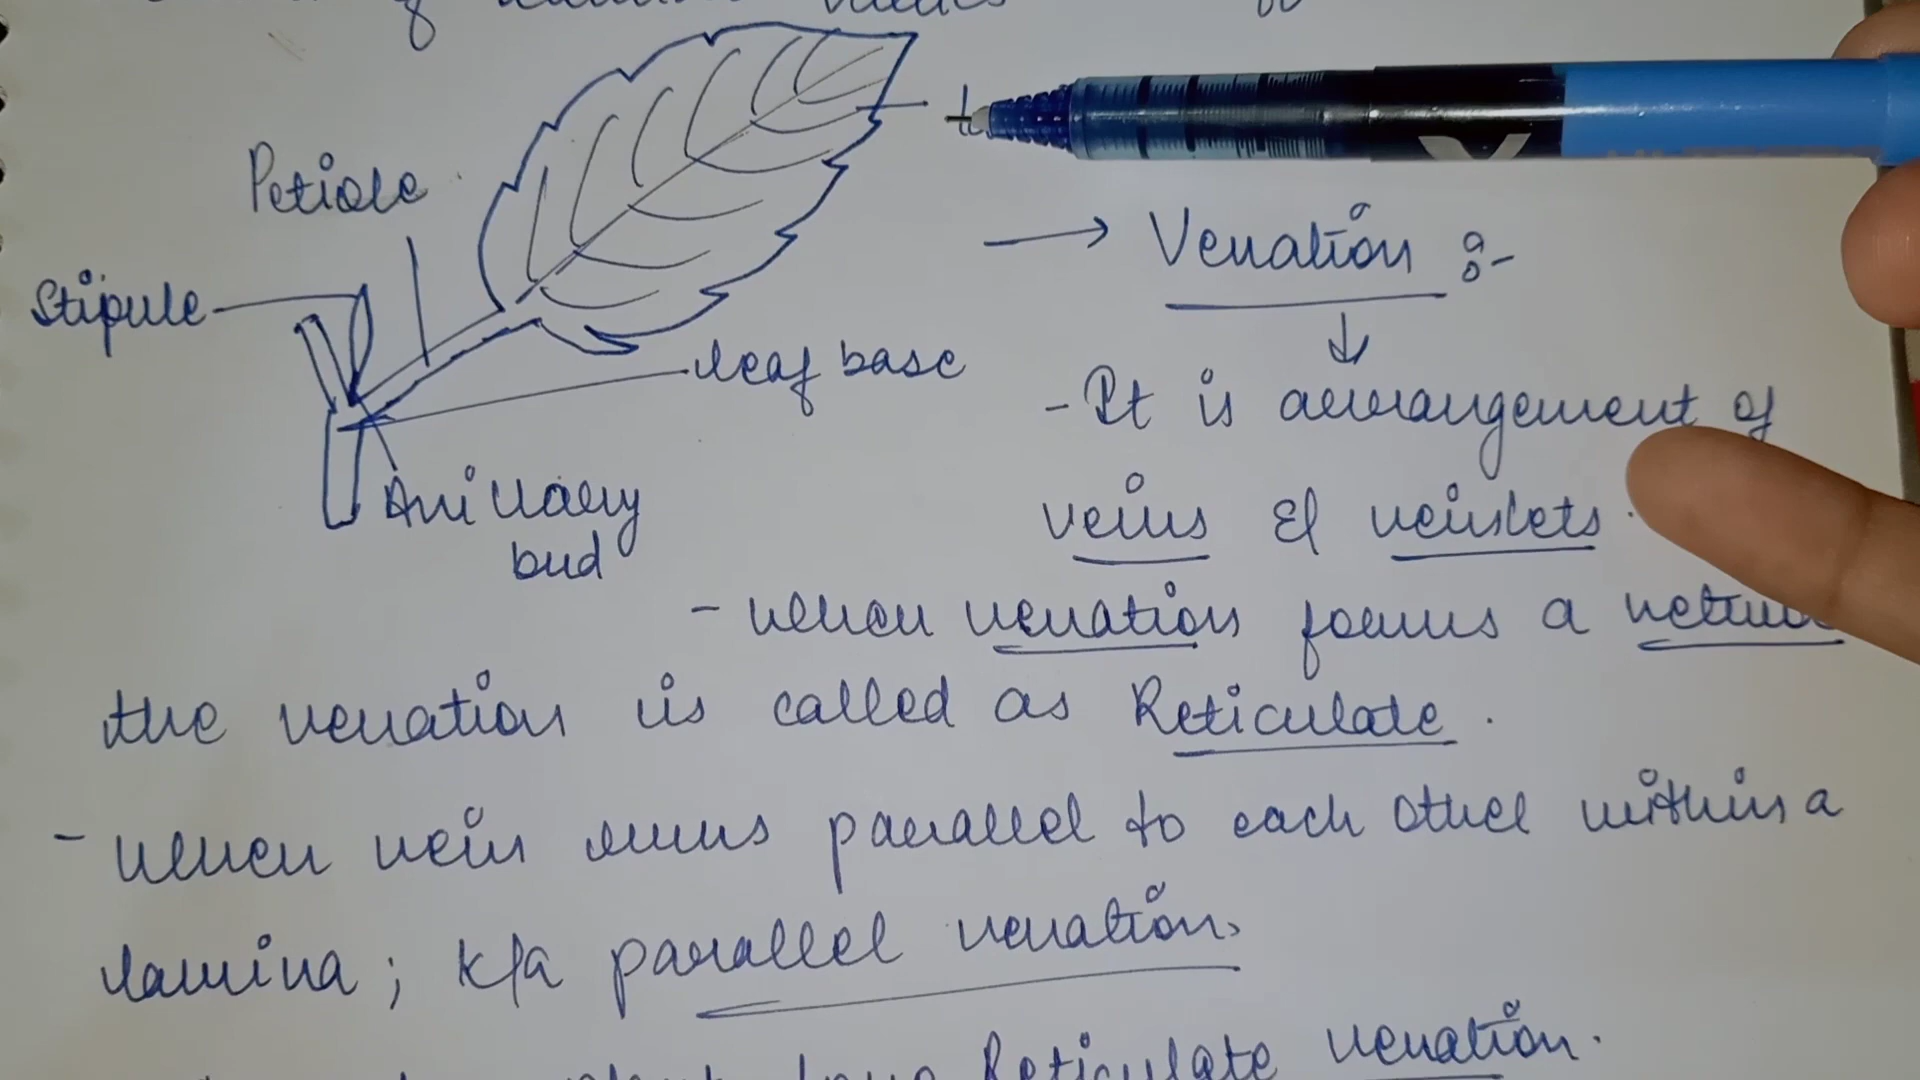 Petiole
Stipule
leaf base
Axillary
bud
→ Venation :-
- It is arrangement of
veins & veinlets.
- When venation forms a
the venation is called as Reticulate.
- When vein runs parallel to each other within a
lamina ; k/a parallel venation.
Reticulate venation.